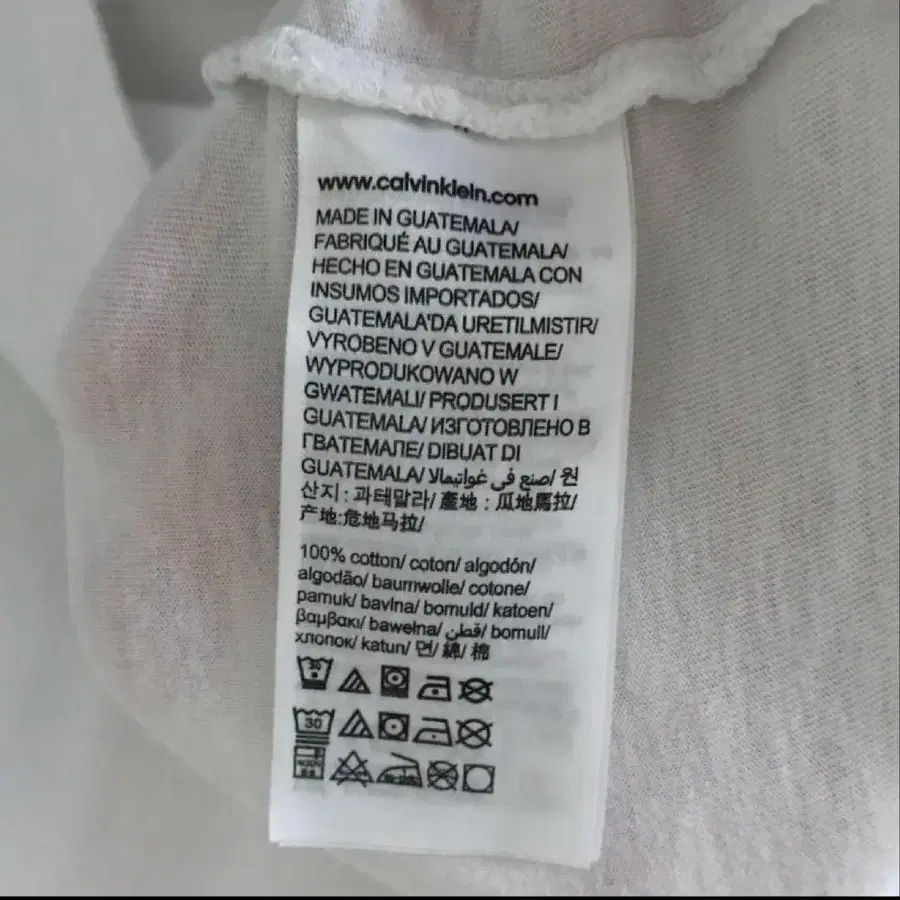 www.calvinklein.com
MADE IN GUATEMALA/
FABRIQUÉ AU GUATEMALA/
HECHO EN GUATEMALA CON
INSUMOS IMPORTADOS/
GUATEMALA'DA URETILMISTIR/
VYROBENO V GUATEMALE/
WYPRODUKOWANO W
GWATEMALI/ PRODUSERT I
GUATEMALA/ ИЗГОТОВЛЕНО В
ГВАТЕМАЛЕ/ DIBUAT DI
GUATEMALA/ صنع في غواتيمالا/ 원
산지 : 과테말라/ 產地 : 瓜地馬拉/
产地:危地马拉/
100% cotton/ coton/ algodón/
algodão/ baumwolle/ cotone/
pamuk/ bavlna/ bomuld/ katoen/
βαμβακι/ bawełna/ قطن/ bomull/
хлопок/ katun/ 면/ 綿/ 棉
30
30